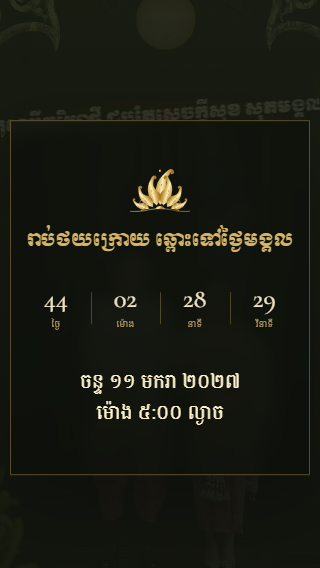 រាប់ថយក្រោយ ឆ្ពោះទៅថ្ងៃមង្គល
44 02 28 29
ថ្ងៃ ម៉ោង នាទី វិនាទី
ចន្ទ ១១ មករា ២០២៧
ម៉ោង ៥:០០ ល្ងាច